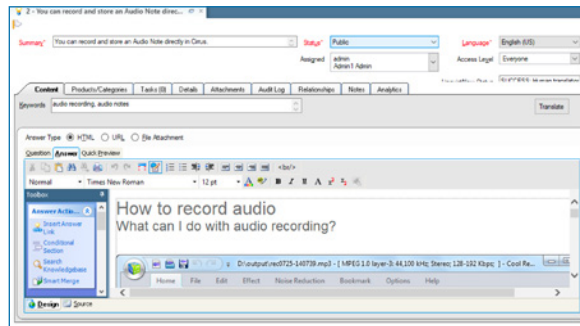 2 - You can record and store an Audio Note direc...
Summary* You can record and store an Audio Note directly in Cirrus. Status* Public Language* English (US)
Assigned admin Access Level Everyone
Admin1 Admin
SUCCESS: Human translated
Content Products/Categories Tasks (0) Details Attachments Audit Log Relationships Notes Analytics
Keywords audio recording, audio notes Translate
Answer Type HTML URL File Attachment
Question Answer Quick Preview
<hx/>
Normal Times New Roman 12 pt B I U A
toolbox
Answer Actio...
Insert Answer
Link
Conditional
Section
Search
Knowledgebase
Smart Merge
How to record audio
What can I do with audio recording?
D:\output\rec0725-140739.mp3 - [ MPEG 1.0 layer-3: 44,100 kHz; Stereo; 128-192 Kbps; ] - Cool Re...
Home File Edit Effect Noise Reduction Bookmark Options Help
Design Source